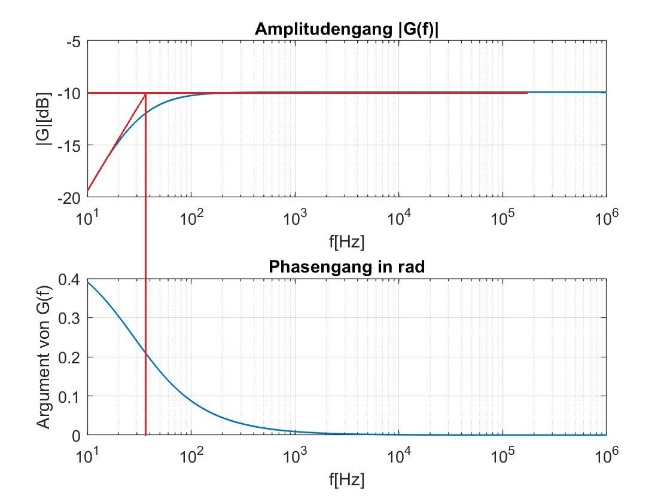 Amplitudengang |G(f)|
-5
-10
-15
-20
|G|[dB]
10^1 10^2 10^3 10^4 10^5 10^6
f[Hz]
Phasengang in rad
0.4
0.3
0.2
0.1
0
Argument von G(f)
10^1 10^2 10^3 10^4 10^5 10^6
f[Hz]